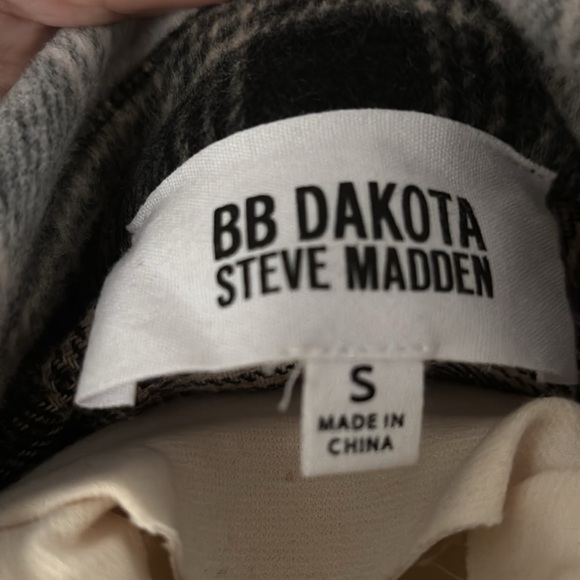 BB DAKOTA
STEVE MADDEN
S
MADE IN
CHINA